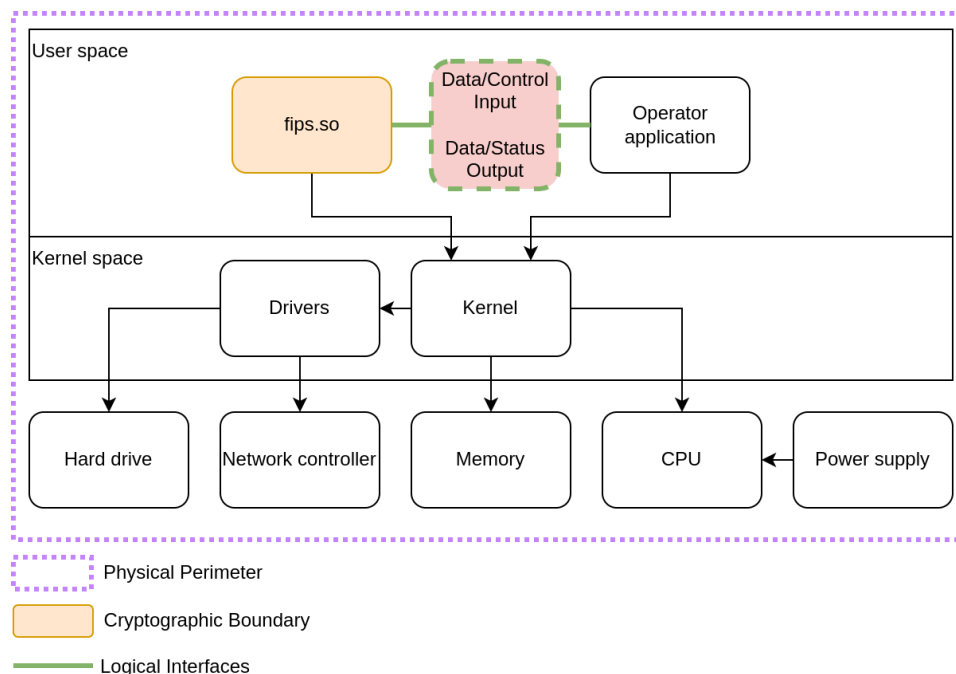 User space
fips.so
Data/Control
Input
Data/Status
Output
Operator
application
Kernel space
Drivers
Kernel
Hard drive
Network controller
Memory
CPU
Power supply
Physical Perimeter
Cryptographic Boundary
Logical Interfaces